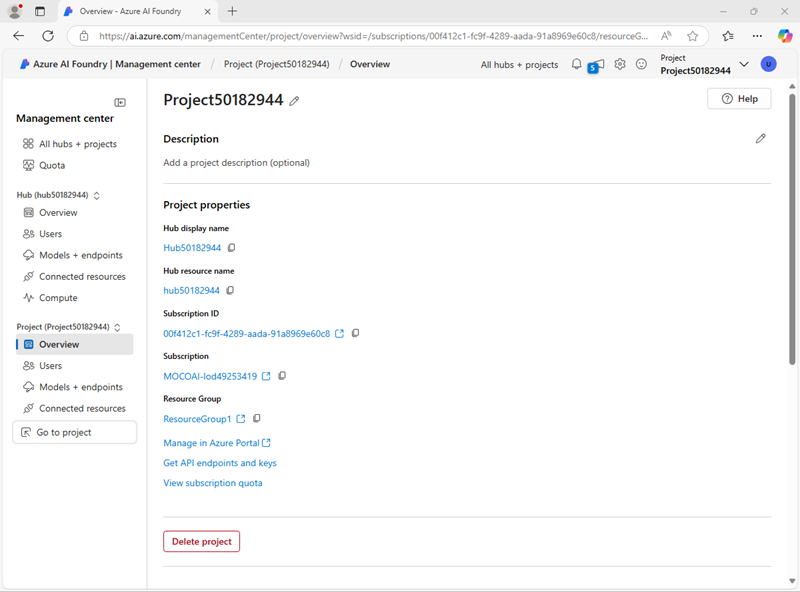 Overview - Azure AI Foundry
https://ai.azure.com/managementCenter/project/overview?wsid=/subscriptions/00f412c1-fc9f-4289-aada-91a8969e60c8/resourceG...
Azure AI Foundry | Management center / Project (Project50182944) / Overview
All hubs + projects
5
Project
Project50182944
U
Management center
All hubs + projects
Quota
Hub (hub50182944)
Overview
Users
Models + endpoints
Connected resources
Compute
Project (Project50182944)
Overview
Users
Models + endpoints
Connected resources
Go to project
Project50182944
Help
Description
Add a project description (optional)
Project properties
Hub display name
Hub50182944
Hub resource name
hub50182944
Subscription ID
00f412c1-fc9f-4289-aada-91a8969e60c8
Subscription
MOCOAI-lod49253419
Resource Group
ResourceGroup1
Manage in Azure Portal
Get API endpoints and keys
View subscription quota
Delete project